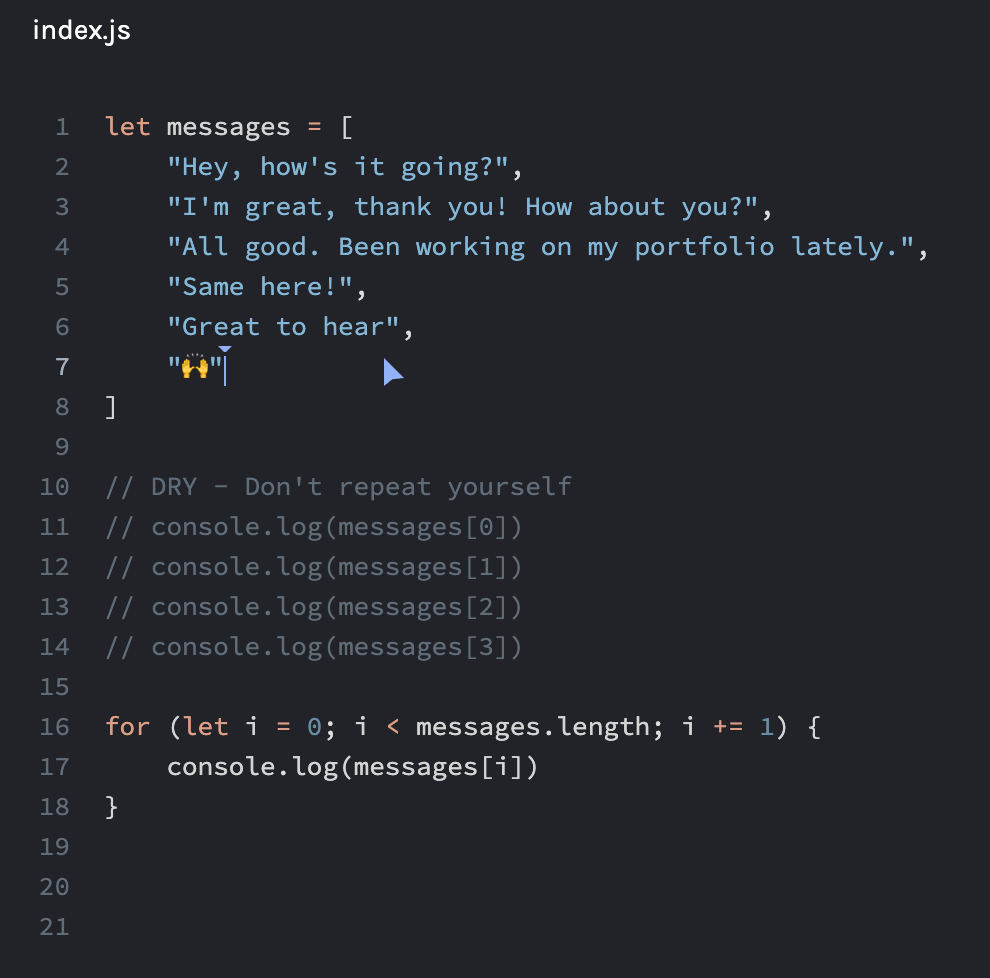 index.js
1 let messages = [
2     "Hey, how's it going?",
3     "I'm great, thank you! How about you?",
4     "All good. Been working on my portfolio lately.",
5     "Same here!",
6     "Great to hear",
7     "🙌"
8 ]
9
10 // DRY - Don't repeat yourself
11 // console.log(messages[0])
12 // console.log(messages[1])
13 // console.log(messages[2])
14 // console.log(messages[3])
15
16 for (let i = 0; i < messages.length; i += 1) {
17     console.log(messages[i])
18 }
19
20
21